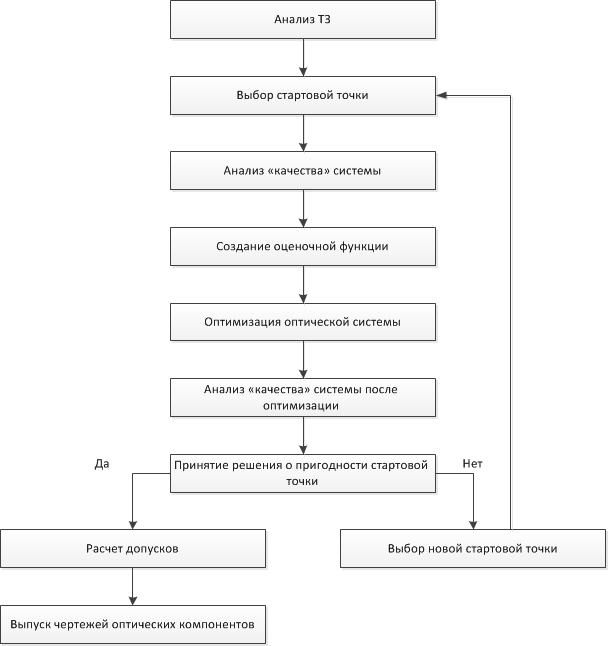 Анализ ТЗ
Выбор стартовой точки
Анализ «качества» системы
Создание оценочной функции
Оптимизация оптической системы
Анализ «качества» системы после
оптимизации
Да
Принятие решения о пригодности стартовой
точки
Нет
Расчет допусков
Выбор новой стартовой точки
Выпуск чертежей оптических компонентов